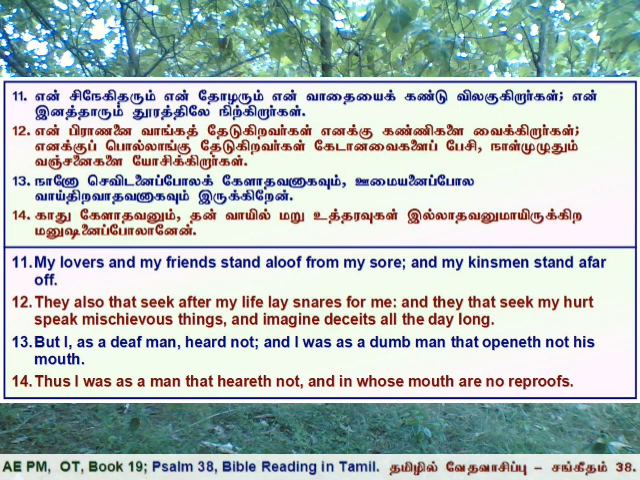 11. என் சிநேகிதரும் என் தோழரும் என் வாதையைக் கண்டு விலகுகிறார்கள்; என்
இனத்தாரும் தூரத்திலே நிற்கிறார்கள்.
12. என் பிராணனை வாங்கத் தேடுகிறவர்கள் எனக்கு கண்ணிகளை வைக்கிறார்கள்;
எனக்குப் பொல்லாங்கு தேடுகிறவர்கள் கேடானவைகளைப் பேசி, நாள்முழுதும்
வஞ்சனைகளை யோசிக்கிறார்கள்.
13. நானோ செவிடனைப்போலக் கேளாதவனாகவும், ஊமையனைப்போல
வாய்திறவாதவனாகவும் இருக்கிறேன்.
14. காது கேளாதவனும், தன் வாயில் மறு உத்தரவுகள் இல்லாதவனுமாயிருக்கிற
மனுஷனைப்போலானேன்.
11. My lovers and my friends stand aloof from my sore; and my kinsmen stand afar
off.
12. They also that seek after my life lay snares for me: and they that seek my hurt
speak mischievous things, and imagine deceits all the day long.
13. But I, as a deaf man, heard not; and I was as a dumb man that openeth not his
mouth.
14. Thus I was as a man that heareth not, and in whose mouth are no reproofs.
AE PM, OT, Book 19; Psalm 38, Bible Reading in Tamil. தமிழில் வேதவாசிப்பு – சங்கீதம் 38.